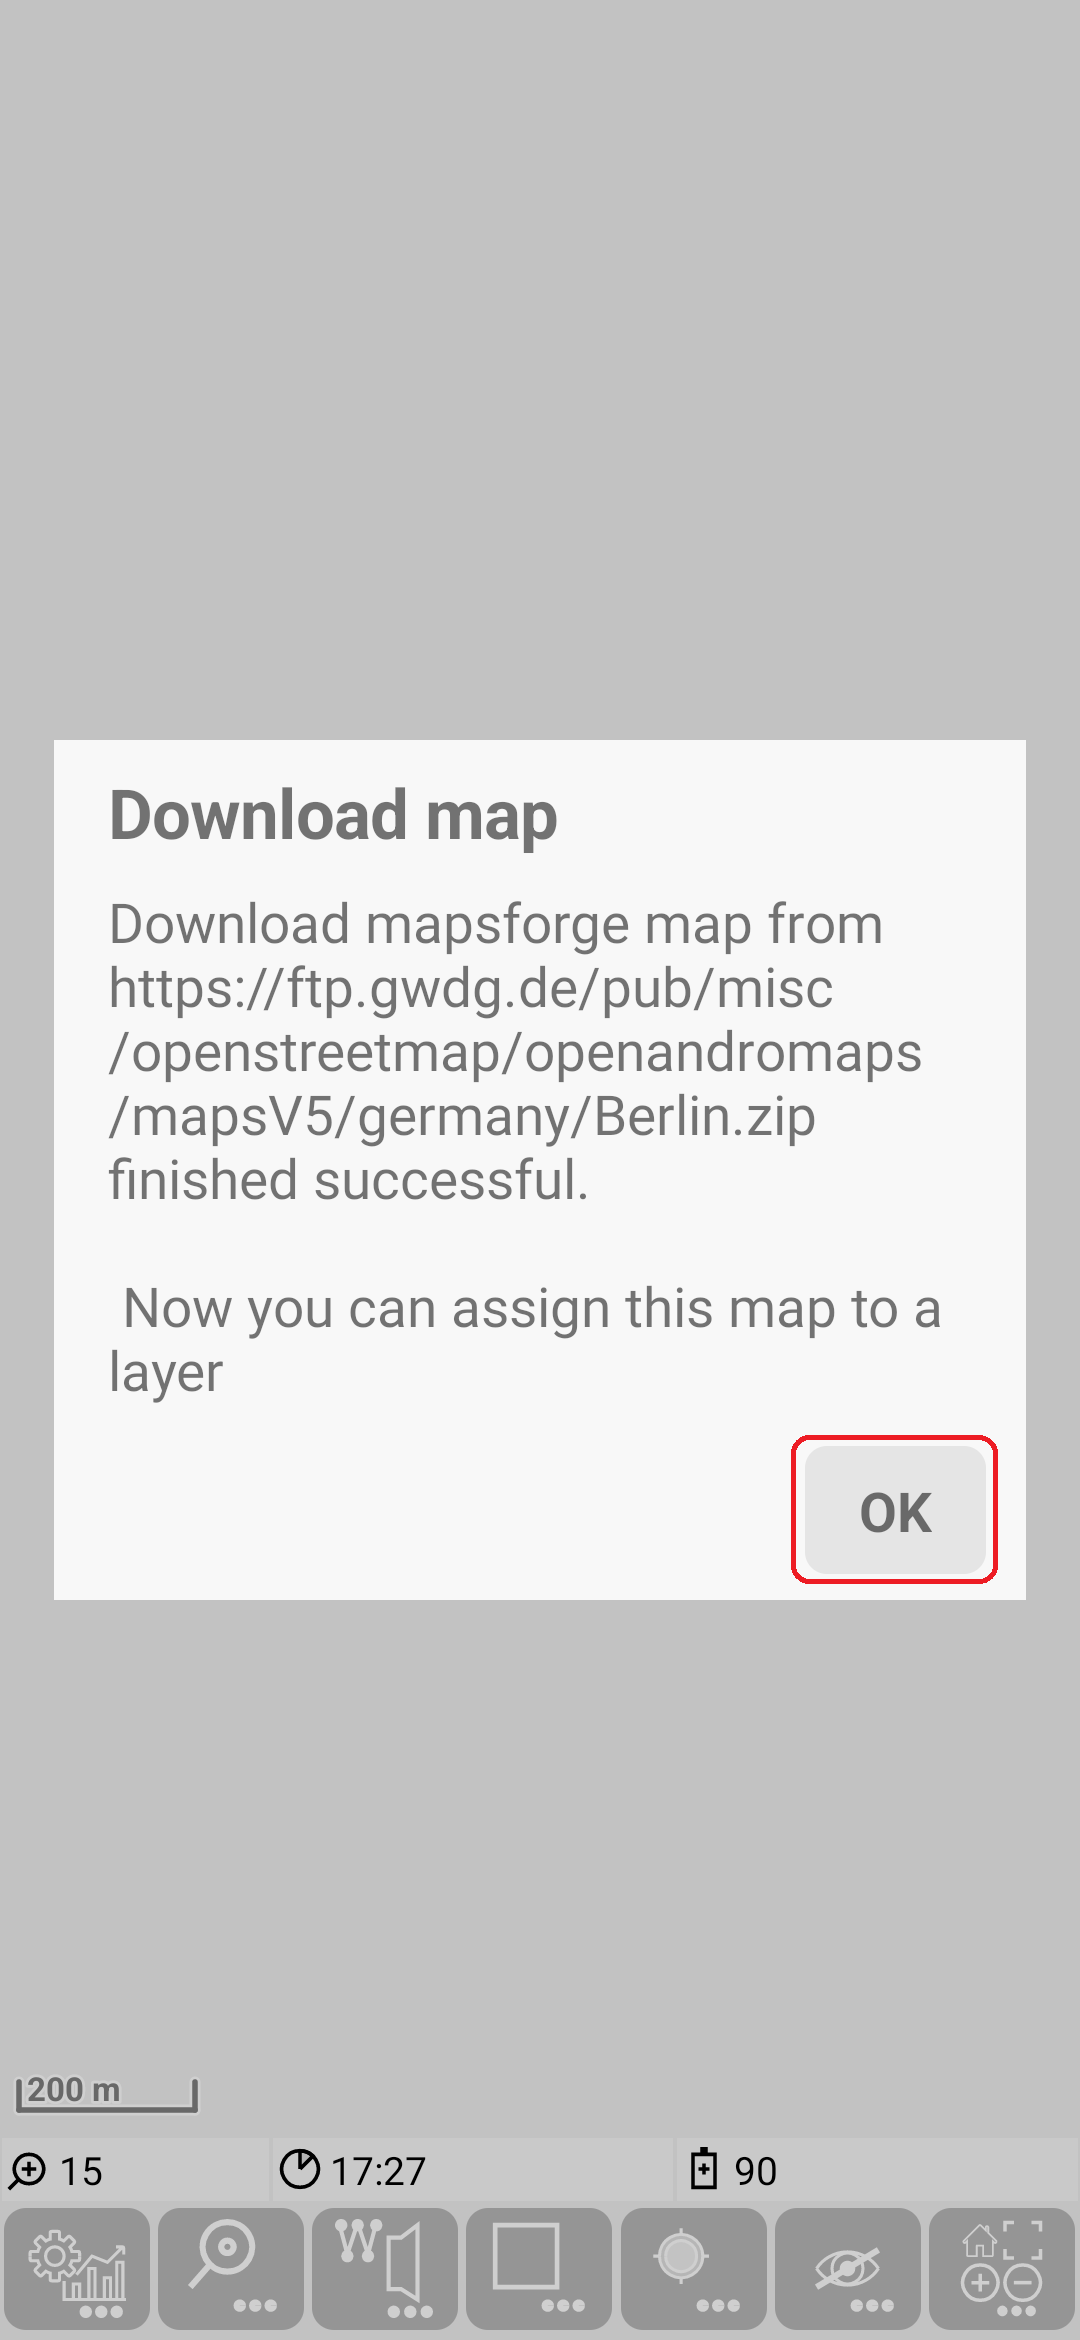 Download map
Download mapsforge map from
https://ftp.gwdg.de/pub/misc
/openstreetmap/openandromaps
/mapsV5/germany/Berlin.zip
finished successful.
Now you can assign this map to a
layer
OK
200 m
15
17:27
90